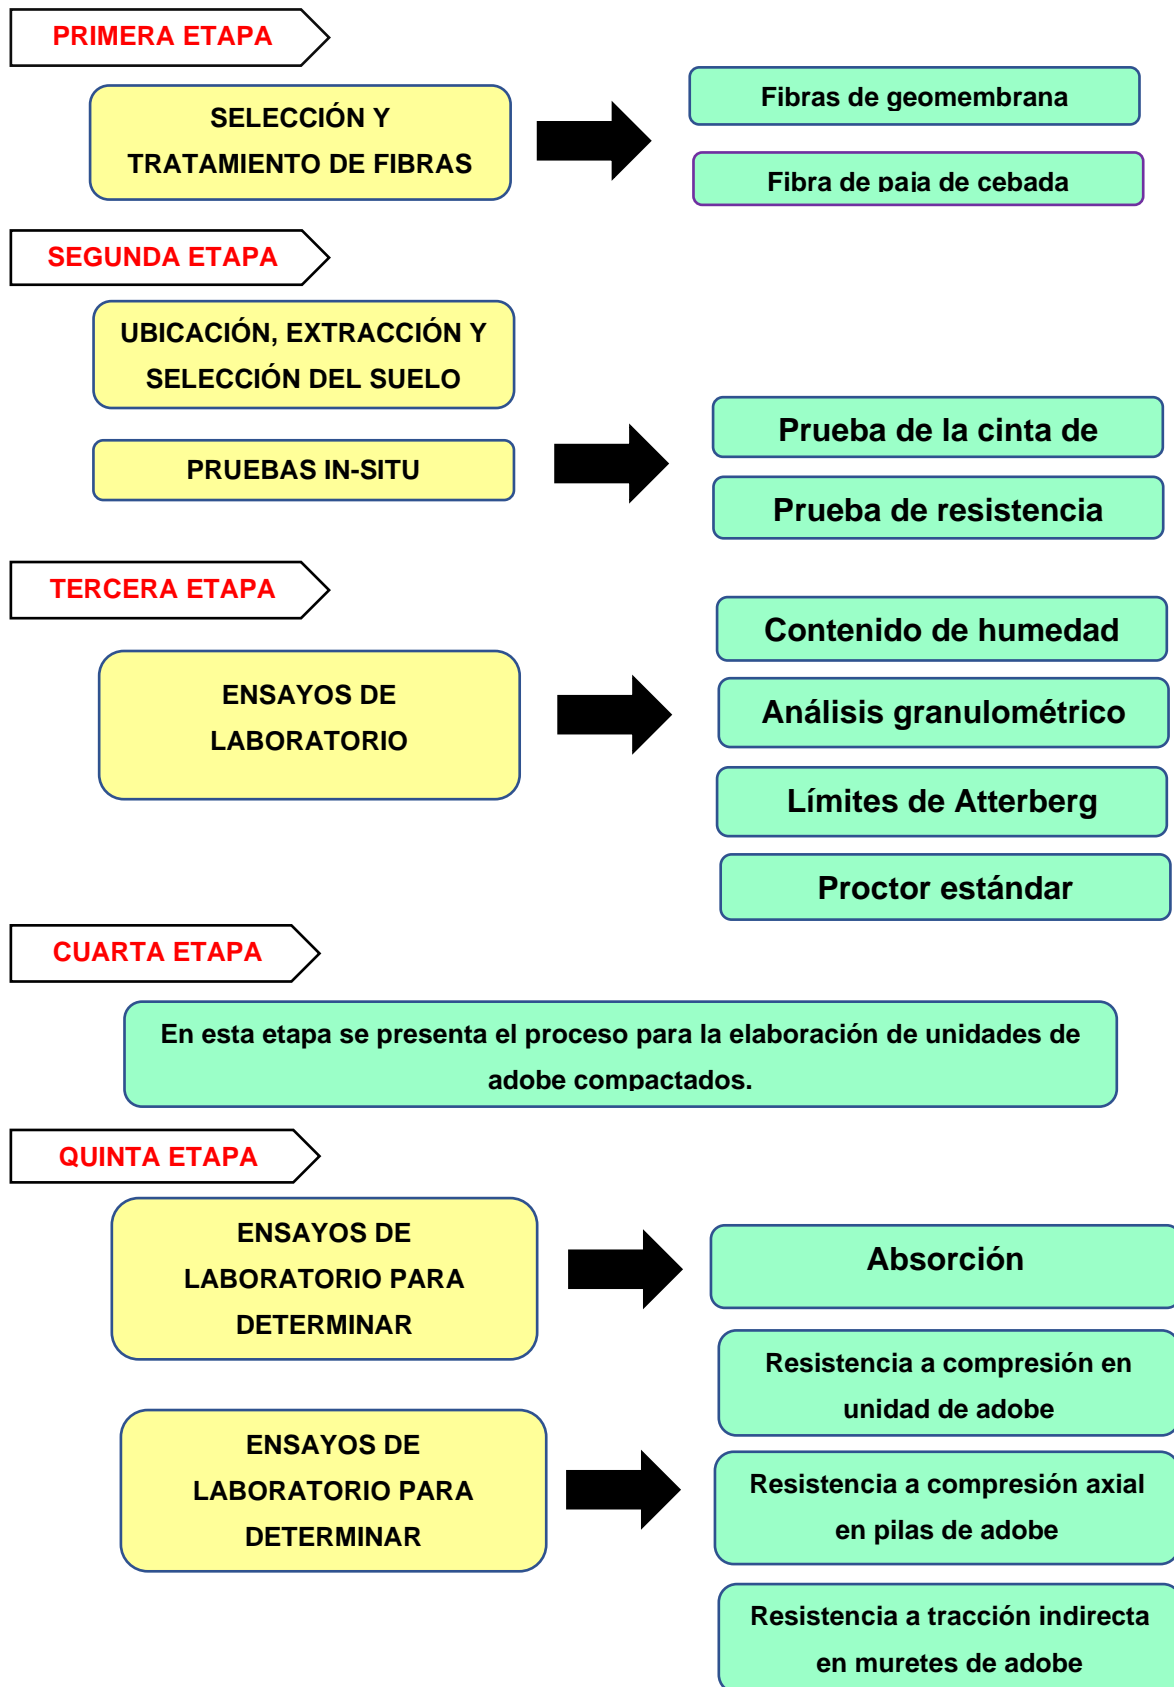 PRIMERA ETAPA
SELECCIÓN Y
TRATAMIENTO DE FIBRAS
Fibras de geomembrana
Fibra de paja de cebada
SEGUNDA ETAPA
UBICACIÓN, EXTRACCIÓN Y
SELECCIÓN DEL SUELO
PRUEBAS IN-SITU
Prueba de la cinta de
Prueba de resistencia
TERCERA ETAPA
ENSAYOS DE
LABORATORIO
Contenido de humedad
Análisis granulométrico
Límites de Atterberg
Proctor estándar
CUARTA ETAPA
En esta etapa se presenta el proceso para la elaboración de unidades de
adobe compactados.
QUINTA ETAPA
ENSAYOS DE
LABORATORIO PARA
DETERMINAR
Absorción
Resistencia a compresión en
unidad de adobe
ENSAYOS DE
LABORATORIO PARA
DETERMINAR
Resistencia a compresión axial
en pilas de adobe
Resistencia a tracción indirecta
en muretes de adobe